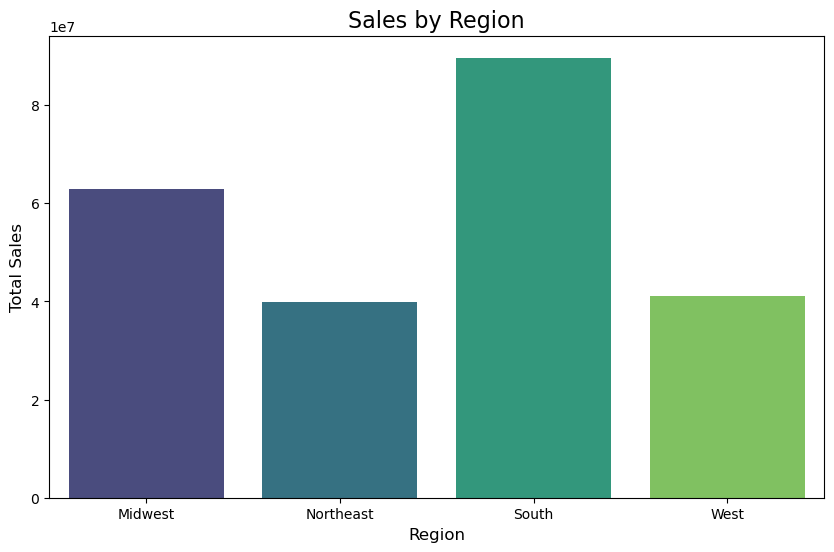 Sales by Region
1e7
8
6
4
2
0
Total Sales
Midwest Northeast South West
Region